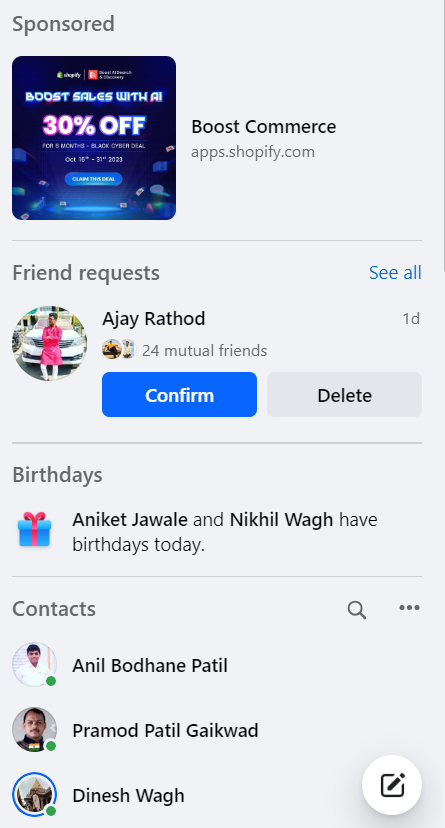 Sponsored
shopify | Boost AI Search & Discovery
BOOST SALES WITH AI
30% OFF
FOR 6 MONTHS - BLACK CYBER DEAL
Oct 16th - 31st 2023
CLAIM THIS DEAL
Boost Commerce
apps.shopify.com
Friend requests
See all
Ajay Rathod
1d
24 mutual friends
Confirm
Delete
Birthdays
Aniket Jawale and Nikhil Wagh have
birthdays today.
Contacts
Anil Bodhane Patil
Pramod Patil Gaikwad
Dinesh Wagh